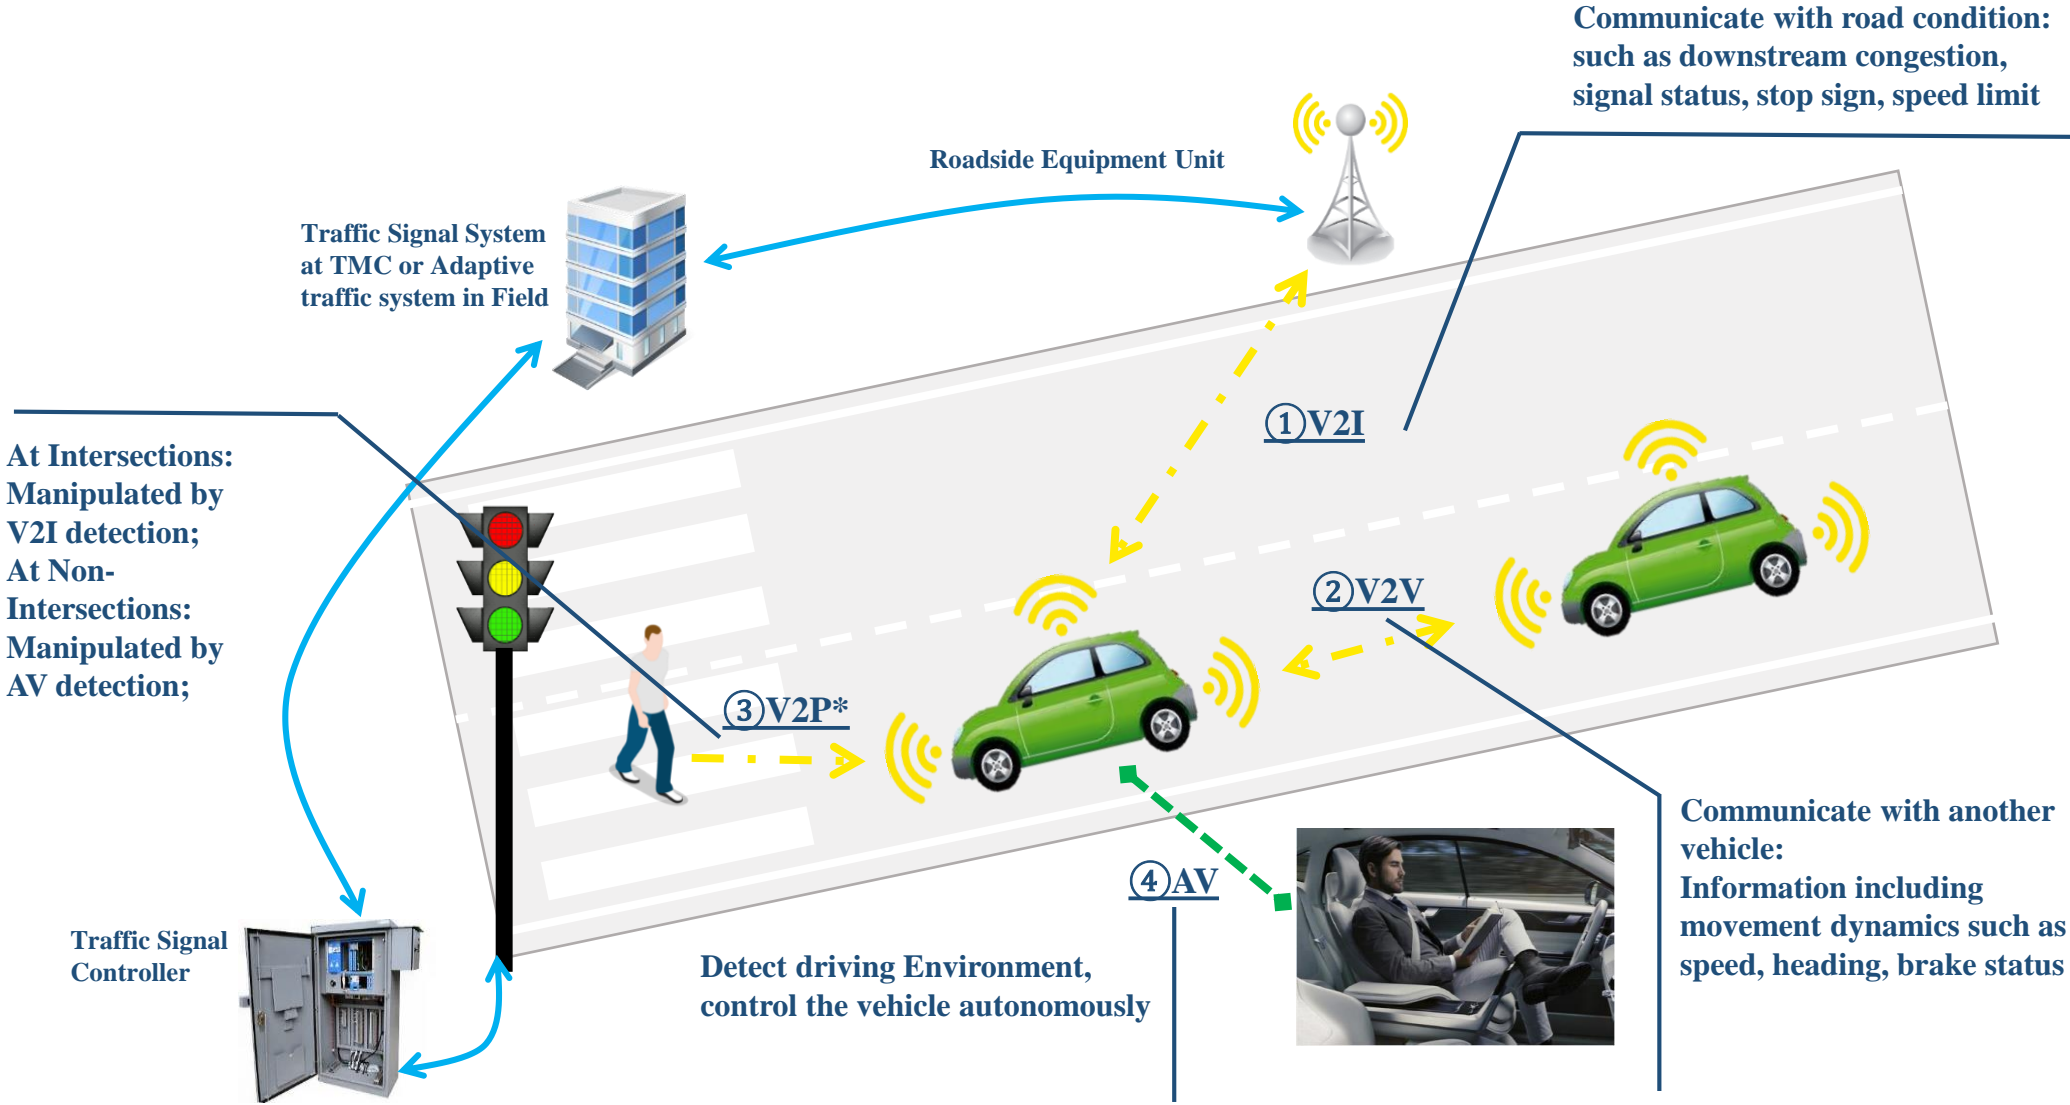 Communicate with road condition:
such as downstream congestion,
signal status, stop sign, speed limit
Roadside Equipment Unit
Traffic Signal System
at TMC or Adaptive
traffic system in Field
①V2I
At Intersections:
Manipulated by
V2I detection;
At Non-
Intersections:
Manipulated by
AV detection;
②V2V
③V2P*
Communicate with another
vehicle:
Information including
movement dynamics such as
speed, heading, brake status
④AV
Traffic Signal
Controller
Detect driving Environment,
control the vehicle autonomously